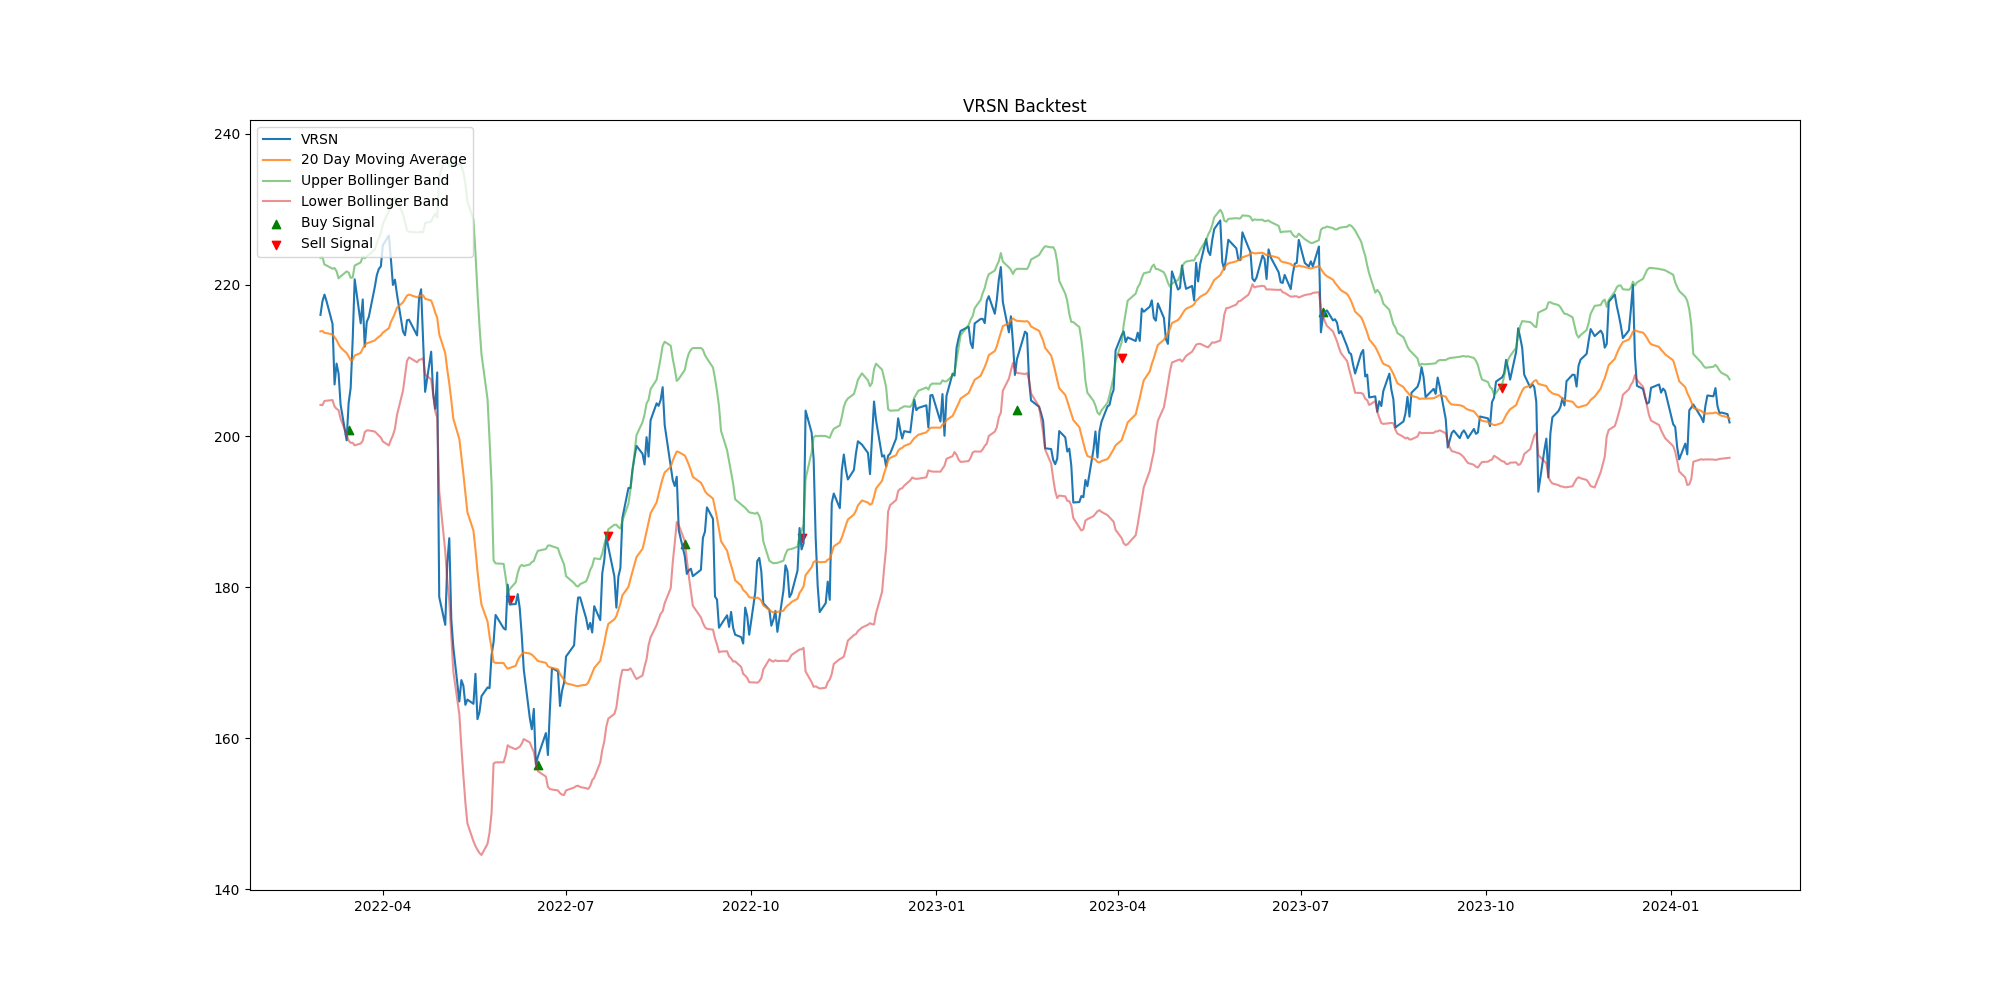 VRSN Backtest
VRSN
20 Day Moving Average
Upper Bollinger Band
Lower Bollinger Band
Buy Signal
Sell Signal
240
220
200
180
160
140
2022-04 2022-07 2022-10 2023-01 2023-04 2023-07 2023-10 2024-01